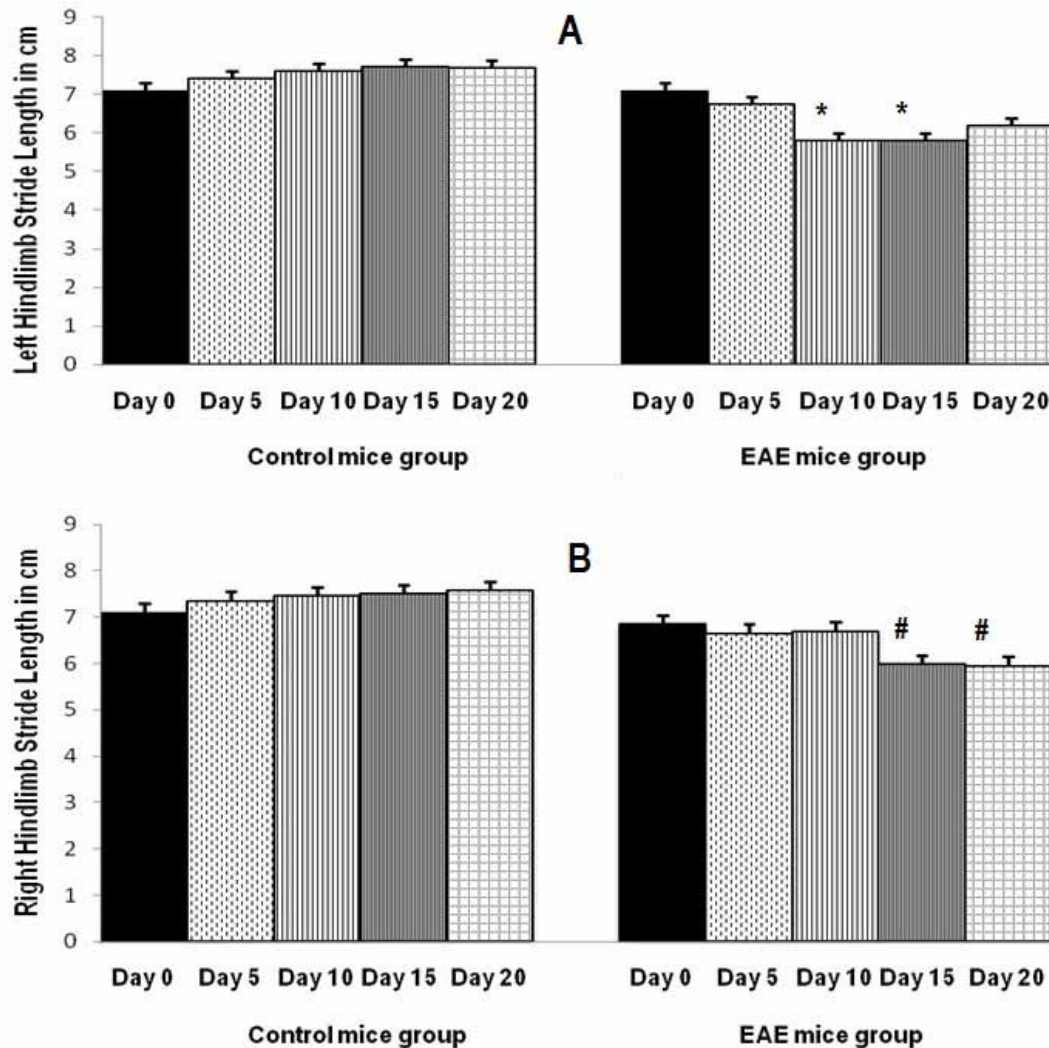 9
8
7
6
5
4
3
2
1
0
Left Hindlimb Stride Length in cm
A
* *
Day 0 Day 5 Day 10 Day 15 Day 20 Day 0 Day 5 Day 10 Day 15 Day 20
Control mice group EAE mice group
9
8
7
6
5
4
3
2
1
0
Right Hindlimb Stride Length in cm
B
# #
Day 0 Day 5 Day 10 Day 15 Day 20 Day 0 Day 5 Day 10 Day 15 Day 20
Control mice group EAE mice group